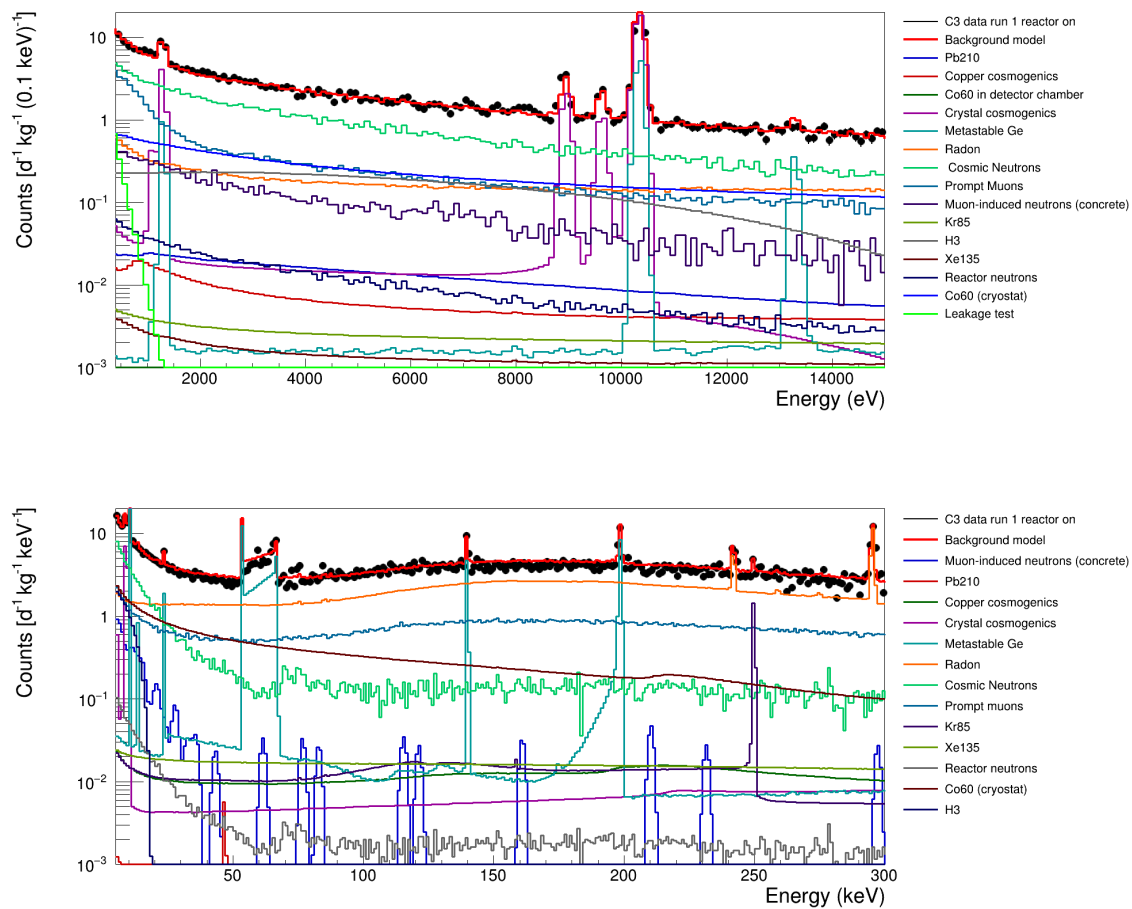 Counts [d⁻¹ kg⁻¹ (0.1 keV)⁻¹]
10
1
10⁻¹
10⁻²
10⁻³
2000 4000 6000 8000 10000 12000 14000
Energy (eV)
C3 data run 1 reactor on
Background model
Pb210
Copper cosmogenics
Co60 in detector chamber
Crystal cosmogenics
Metastable Ge
Radon
Cosmic Neutrons
Prompt Muons
Muon-induced neutrons (concrete)
Kr85
H3
Xe135
Reactor neutrons
Co60 (cryostat)
Leakage test
Counts [d⁻¹ kg⁻¹ keV⁻¹]
10
1
10⁻¹
10⁻²
10⁻³
50 100 150 200 250 300
Energy (keV)
C3 data run 1 reactor on
Background model
Muon-induced neutrons (concrete)
Pb210
Copper cosmogenics
Crystal cosmogenics
Metastable Ge
Radon
Cosmic Neutrons
Prompt muons
Kr85
Xe135
Reactor neutrons
Co60 (cryostat)
H3